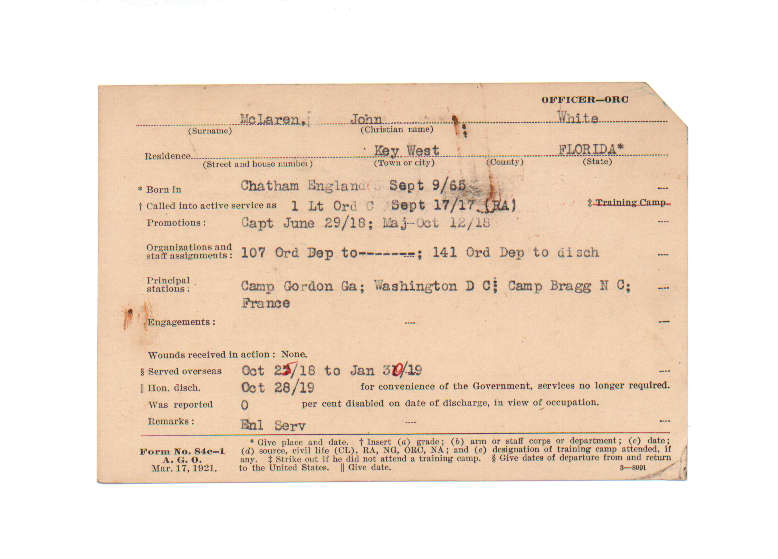 OFFICER—ORC
McLaren, John White
(Surname) (Christian name)
Residence Key West FLORIDA*
(Street and house number) (Town or city) (County) (State)
* Born in Chatham England Sept 9/65
† Called into active service as 1 Lt Ord C Sept 17/17 (RA) ‡ Training Camp
Promotions: Capt June 29/18; Maj-Oct 12/18
Organizations and
staff assignments: 107 Ord Dep to-------; 141 Ord Dep to disch
Principal
stations: Camp Gordon Ga; Washington D C; Camp Bragg N C;
France
Engagements:
Wounds received in action: None.
§ Served overseas Oct 25/18 to Jan 30/19
‖ Hon. disch. Oct 28/19 for convenience of the Government, services no longer required.
Was reported 0 per cent disabled on date of discharge, in view of occupation.
Remarks: Enl Serv
Form No. 84c—1
A. G. O.
Mar. 17, 1921.
* Give place and date. † Insert (a) grade; (b) arm or staff corps or department; (c) date;
(d) source, civil life (CL), RA, NG, ORC, NA; and (e) designation of training camp attended, if
any. ‡ Strike out if he did not attend a training camp. § Give dates of departure from and return
to the United States. ‖ Give date. 3—8091